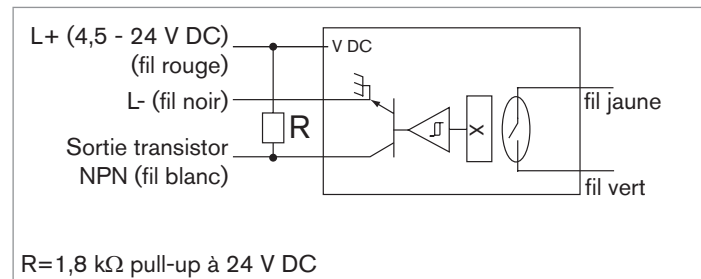 L+ (4,5 - 24 V DC)
(fil rouge)
V DC
L- (fil noir)
R
Sortie transistor
NPN (fil blanc)
X
fil jaune
fil vert
R=1,8 kΩ pull-up à 24 V DC